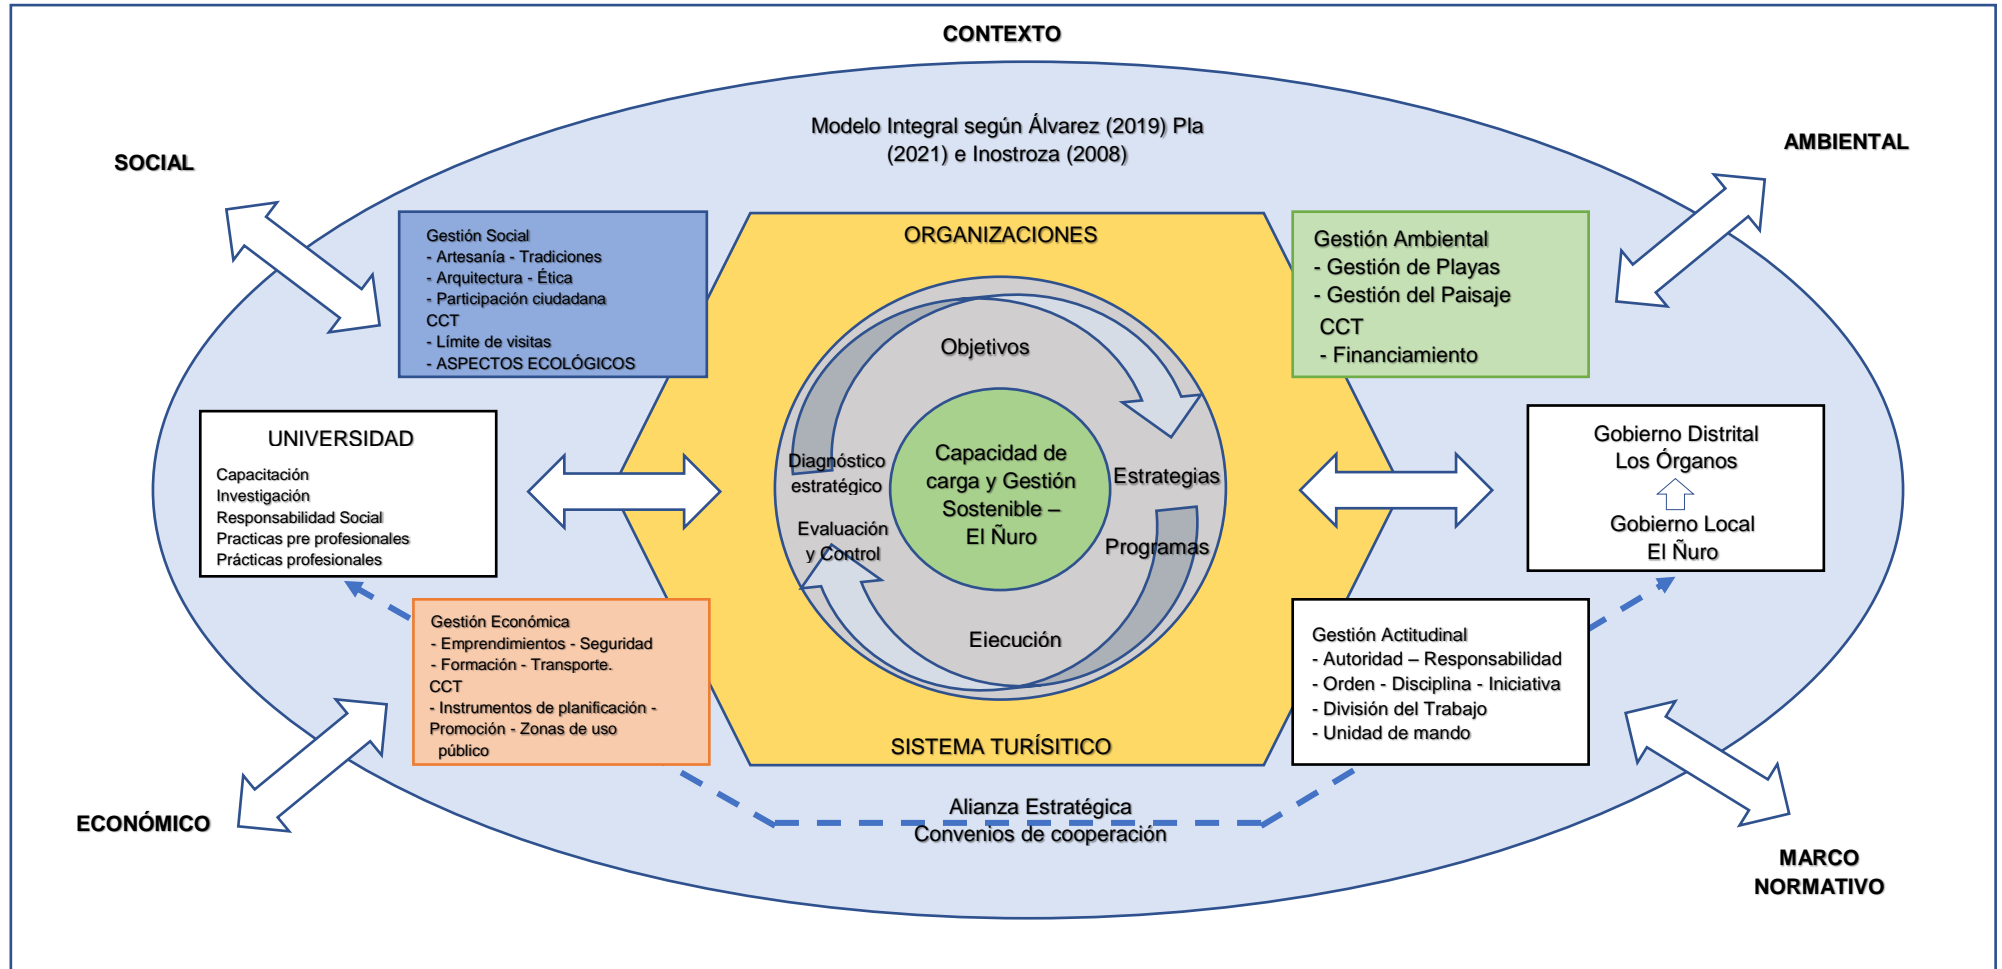 CONTEXTO
Modelo Integral según Álvarez (2019) Pla
(2021) e Inostroza (2008)
SOCIAL
AMBIENTAL
Gestión Social
- Artesanía - Tradiciones
- Arquitectura - Ética
- Participación ciudadana
CCT
- Límite de visitas
- ASPECTOS ECOLÓGICOS
ORGANIZACIONES
Gestión Ambiental
- Gestión de Playas
- Gestión del Paisaje
CCT
- Financiamiento
UNIVERSIDAD
Capacitación
Investigación
Responsabilidad Social
Practicas pre profesionales
Prácticas profesionales
Objetivos
Diagnóstico
estratégico
Evaluación
y Control
Capacidad de
carga y Gestión
Sostenible –
El Ñuro
Estrategias
Programas
Ejecución
Gobierno Distrital
Los Órganos
Gobierno Local
El Ñuro
Gestión Económica
- Emprendimientos - Seguridad
- Formación - Transporte.
CCT
- Instrumentos de planificación -
Promoción - Zonas de uso
público
SISTEMA TURÍSITICO
Gestión Actitudinal
- Autoridad – Responsabilidad
- Orden - Disciplina - Iniciativa
- División del Trabajo
- Unidad de mando
Alianza Estratégica
Convenios de cooperación
ECONÓMICO
MARCO
NORMATIVO